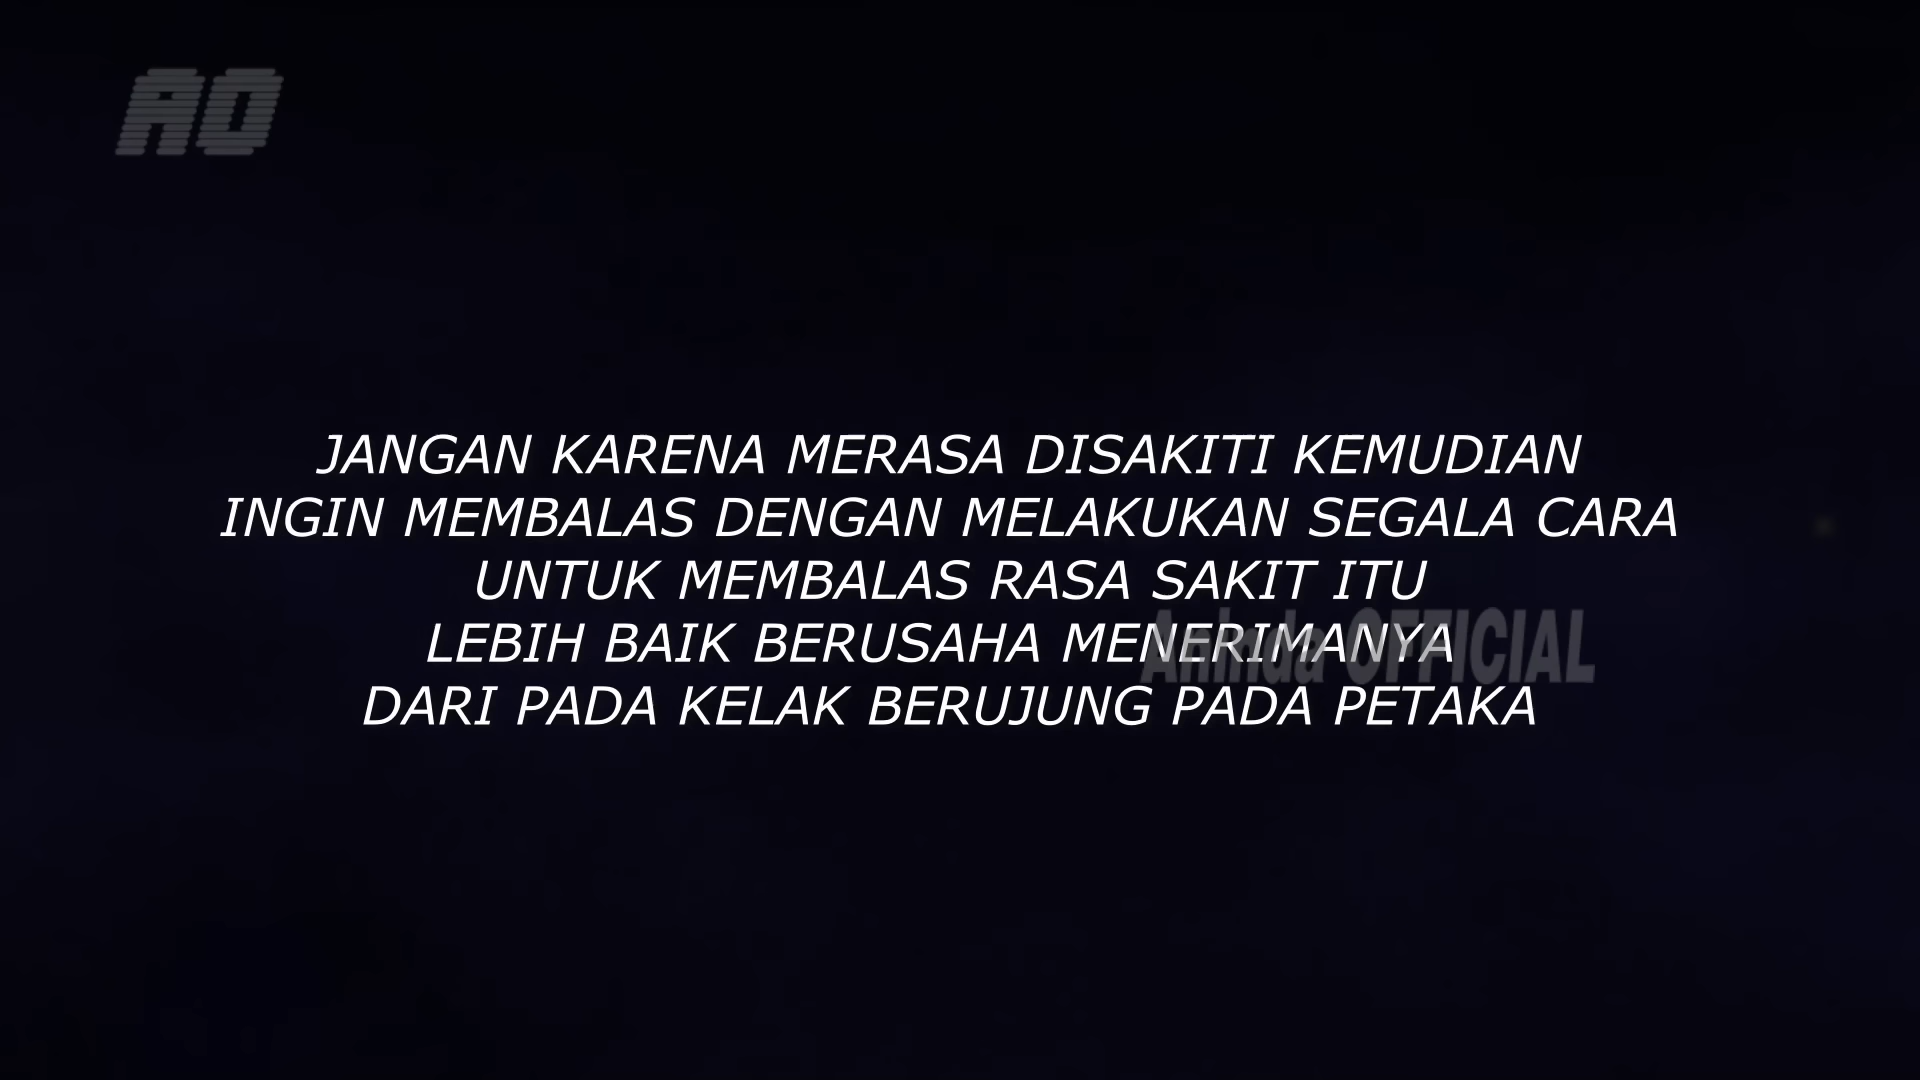 AO
JANGAN KARENA MERASA DISAKITI KEMUDIAN
INGIN MEMBALAS DENGAN MELAKUKAN SEGALA CARA
UNTUK MEMBALAS RASA SAKIT ITU
LEBIH BAIK BERUSAHA MENERIMANYA
Aninda OFFICIAL
DARI PADA KELAK BERUJUNG PADA PETAKA